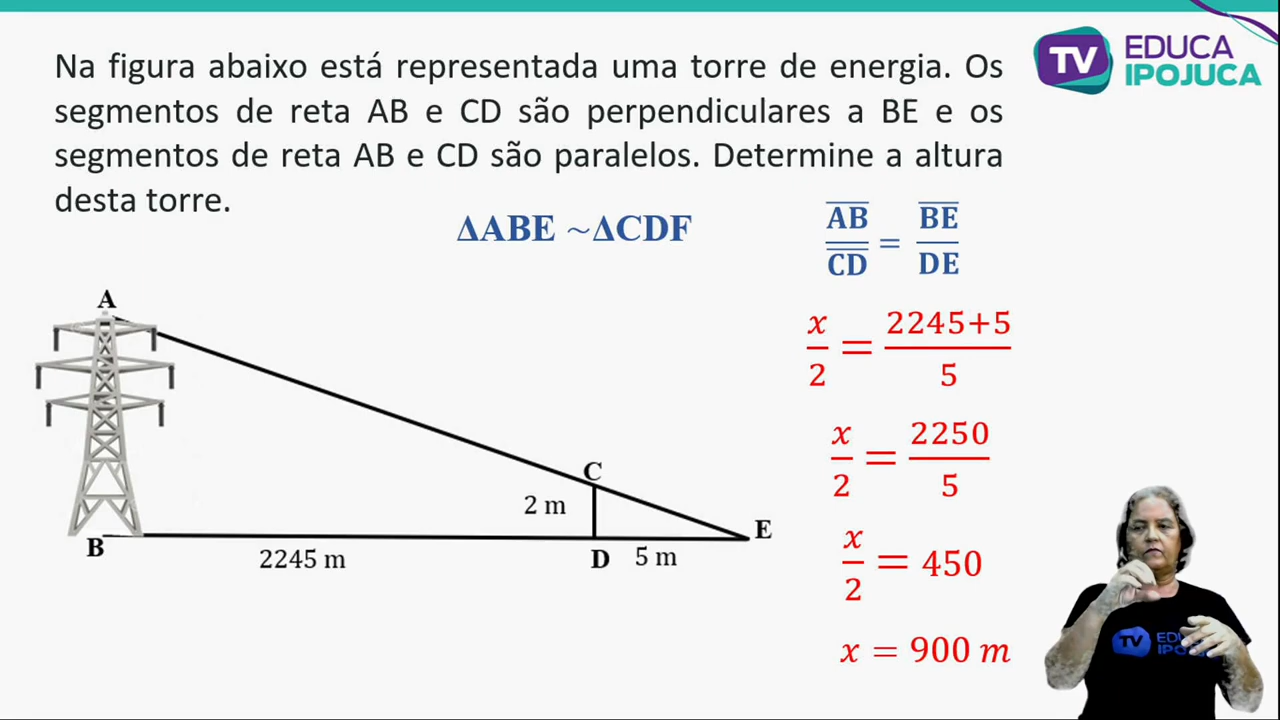 TV EDUCA
IPOJUCA
Na figura abaixo está representada uma torre de energia. Os
segmentos de reta AB e CD são perpendiculares a BE e os
segmentos de reta AB e CD são paralelos. Determine a altura
desta torre.
ΔABE ~ΔCDF
AB/CD = BE/DE
x/2 = 2245+5/5
x/2 = 2250/5
x/2 = 450
x = 900 m
A
B
C
D
E
2 m
2245 m
5 m
TV
IPOJ